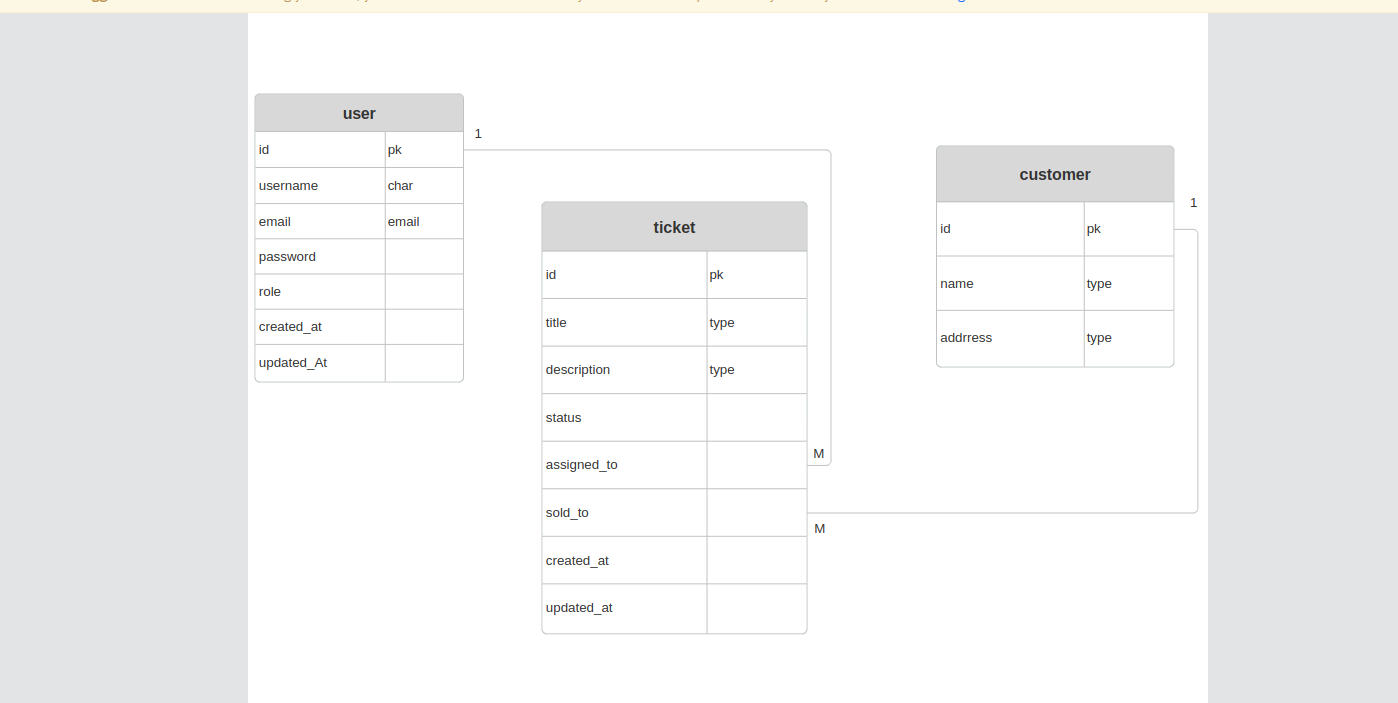 user
id pk
username char
email email
password
role
created_at
updated_At
1
ticket
id pk
title type
description type
status
assigned_to
sold_to
created_at
updated_at
M
M
customer
id pk
name type
addrress type
1